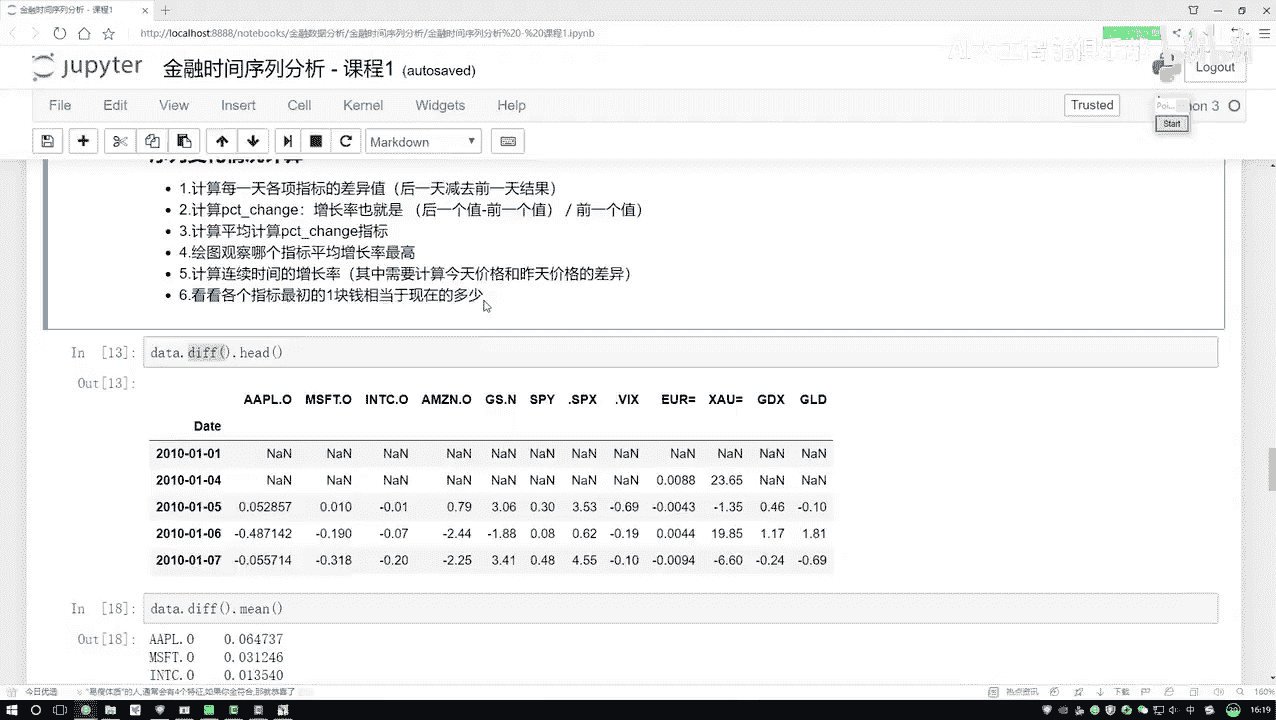 金融时间序列分析 - 课程1
http://localhost:8888/notebooks/金融数据分析/金融时间序列分析/金融时间序列分析%20-%20课程1.ipynb
jupyter 金融时间序列分析 - 课程1 (autosaved)
Logout
File Edit View Insert Cell Kernel Widgets Help
Trusted
Poi...
on 3
Start
Markdown
序列变化情况计算
1.计算每一天各项指标的差异值（后一天减去前一天结果）
2.计算pct_change：增长率也就是 （后一个值-前一个值）／前一个值）
3.计算平均计算pct_change指标
4.绘图观察哪个指标平均增长率最高
5.计算连续时间的增长率（其中需要计算今天价格和昨天价格的差异）
6.看看各个指标最初的1块钱相当于现在的多少
In [13]: data.diff().head()
Out[13]:
AAPL.O MSFT.O INTC.O AMZN.O GS.N SPY .SPX .VIX EUR= XAU= GDX GLD
Date
2010-01-01 NaN NaN NaN NaN NaN NaN NaN NaN NaN NaN NaN NaN
2010-01-04 NaN NaN NaN NaN NaN NaN NaN NaN 0.0088 23.65 NaN NaN
2010-01-05 0.052857 0.010 -0.01 0.79 3.06 0.30 3.53 -0.69 -0.0043 -1.35 0.46 -0.10
2010-01-06 -0.487142 -0.190 -0.07 -2.44 -1.88 0.08 0.62 -0.19 0.0044 19.85 1.17 1.81
2010-01-07 -0.055714 -0.318 -0.20 -2.25 3.41 0.48 4.55 -0.10 -0.0094 -6.60 -0.24 -0.69
In [18]: data.diff().mean()
Out[18]: AAPL.O 0.064737
MSFT.O 0.031246
INTC.O 0.013540
今日优选
"易瘦体质"的人,通常会有4个特征,如果你全符合,那就恭喜了
热点资讯
下载
160%
中
16:19